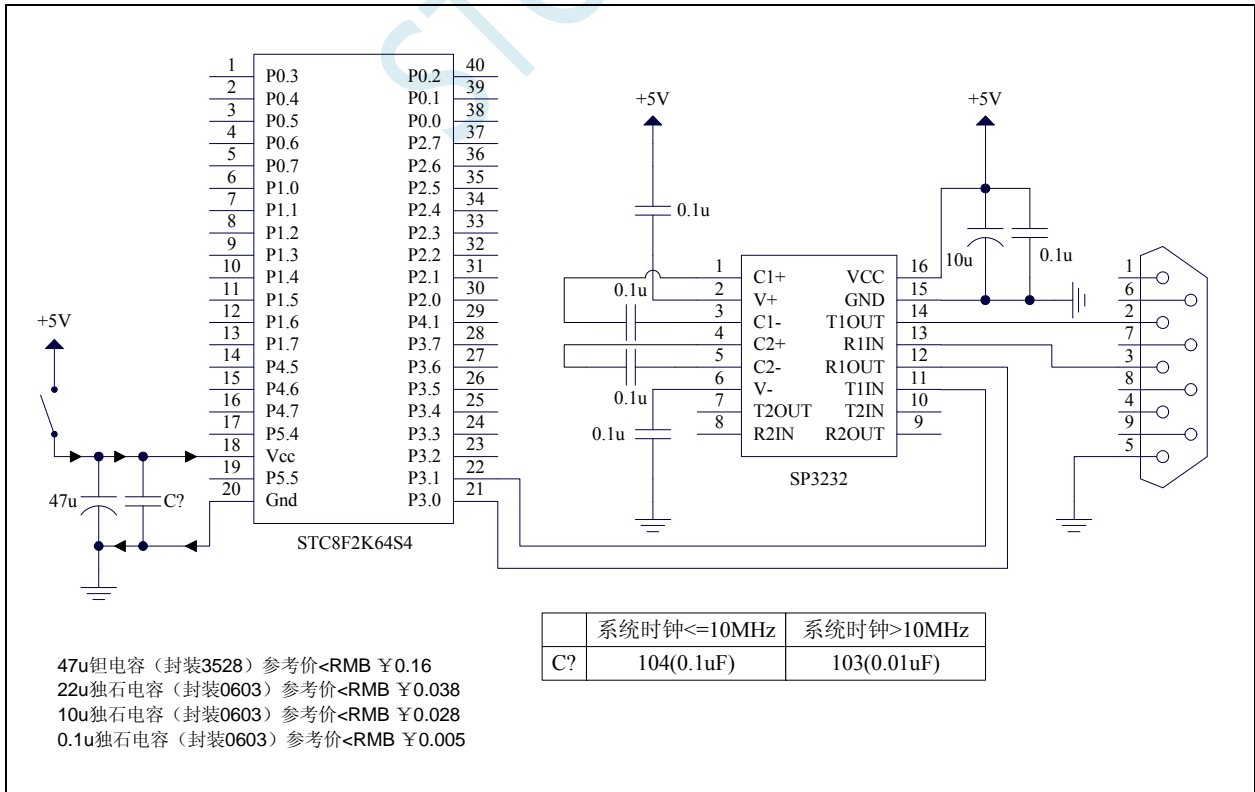 STC
1 P0.3 P0.2 40
2 P0.4 P0.1 39
3 P0.5 P0.0 38
4 P0.6 P2.7 37
5 P0.7 P2.6 36
6 P1.0 P2.5 35
7 P1.1 P2.4 34
8 P1.2 P2.3 33
9 P1.3 P2.2 32
10 P1.4 P2.1 31
11 P1.5 P2.0 30
12 P1.6 P4.1 29
13 P1.7 P3.7 28
14 P4.5 P3.6 27
15 P4.6 P3.5 26
16 P4.7 P3.4 25
17 P5.4 P3.3 24
18 Vcc P3.2 23
19 P5.5 P3.1 22
20 Gnd P3.0 21
STC8F2K64S4
+5V
47u
C?
+5V
0.1u
0.1u
0.1u
0.1u
1 C1+ VCC 16
2 V+ GND 15
3 C1- T1OUT 14
4 C2+ R1IN 13
5 C2- R1OUT 12
6 V- T1IN 11
7 T2OUT T2IN 10
8 R2IN R2OUT 9
SP3232
+5V
10u
0.1u
1
6
2
7
3
8
4
9
5
系统时钟<=10MHz 系统时钟>10MHz
C? 104(0.1uF) 103(0.01uF)
47u钽电容（封装3528）参考价<RMB ￥0.16
22u独石电容（封装0603）参考价<RMB ￥0.038
10u独石电容（封装0603）参考价<RMB ￥0.028
0.1u独石电容（封装0603）参考价<RMB ￥0.005